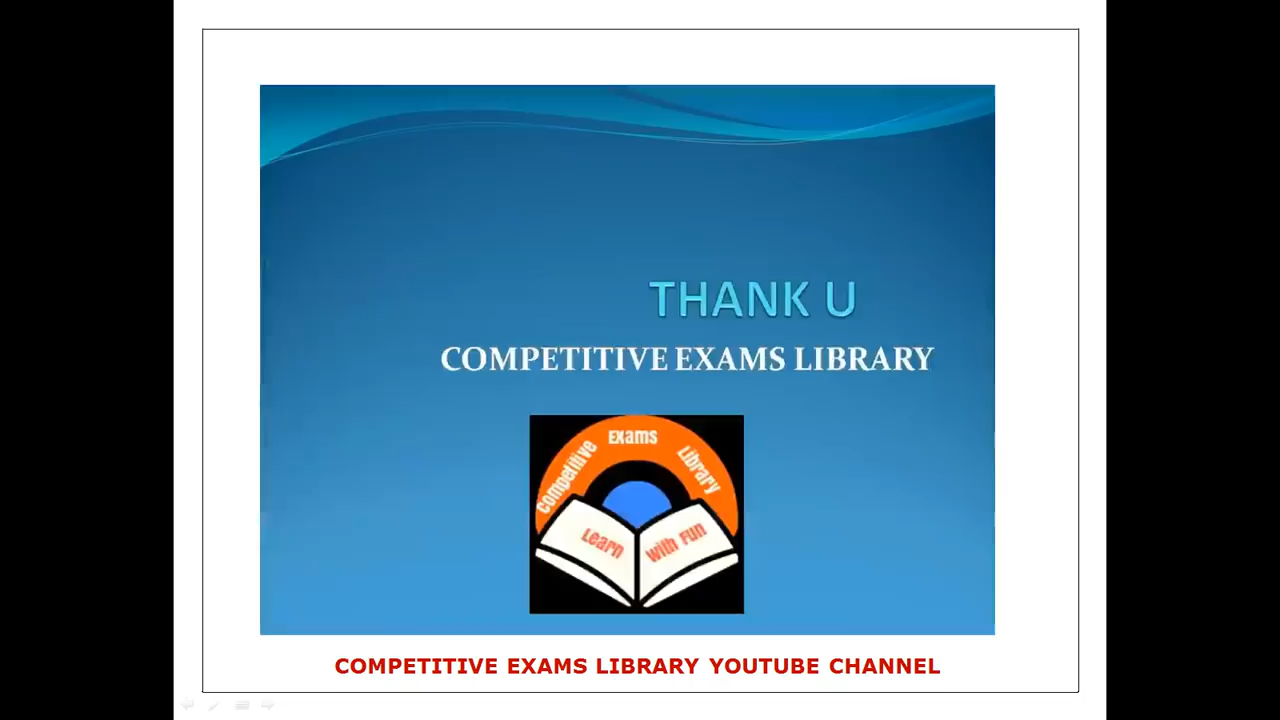 THANK U
COMPETITIVE EXAMS LIBRARY
Competitive Exams Library
Learn with Fun
COMPETITIVE EXAMS LIBRARY YOUTUBE CHANNEL